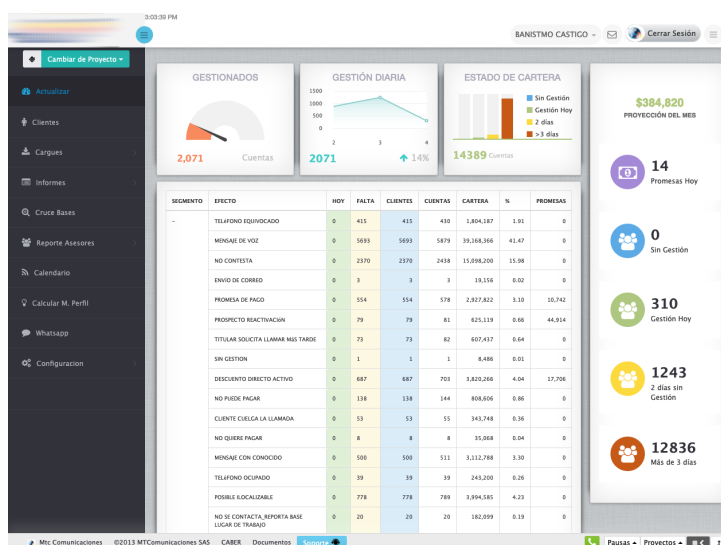 3:03:39 PM
BANISTMO CASTIGO
Cerrar Sesión
Cambiar de Proyecto
Actualizar
Clientes
Cargues
Informes
Cruce Bases
Reporte Asesores
Calendario
Calcular M. Perfil
Whatsapp
Configuracion
GESTIONADOS
2,071 Cuentas
GESTIÓN DIARIA
1500
1000
500
0
2 3 4
2071 14%
ESTADO DE CARTERA
Sin Gestión
Gestión Hoy
2 días
>3 días
14389 Cuentas
$384,820
PROYECCIÓN DEL MES
14
Promesas Hoy
0
Sin Gestión
310
Gestión Hoy
1243
2 días sin
Gestión
12836
Más de 3 días
SEGMENTO EFECTO HOY FALTA CLIENTES CUENTAS CARTERA % PROMESAS
- TELéFONO EQUIVOCADO 0 415 415 430 1,804,187 1.91 0
MENSAJE DE VOZ 0 5693 5693 5879 39,168,366 41.47 0
NO CONTESTA 0 2370 2370 2438 15,098,200 15.98 0
ENVIO DE CORREO 0 3 3 3 19,156 0.02 0
PROMESA DE PAGO 0 554 554 578 2,927,822 3.10 10,742
PROSPECTO REACTIVACIóN 0 79 79 81 625,119 0.66 44,914
TITULAR SOLICITA LLAMAR MáS TARDE 0 73 73 82 607,437 0.64 0
SIN GESTION 0 1 1 1 8,486 0.01 0
DESCUENTO DIRECTO ACTIVO 0 687 687 703 3,820,266 4.04 17,706
NO PUEDE PAGAR 0 138 138 144 808,606 0.86 0
CLIENTE CUELGA LA LLAMADA 0 53 53 55 343,748 0.36 0
NO QUIERE PAGAR 0 8 8 8 35,068 0.04 0
MENSAJE CON CONOCIDO 0 500 500 511 3,112,788 3.30 0
TELéFONO OCUPADO 0 39 39 39 243,200 0.26 0
POSIBLE ILOCALIZABLE 0 778 778 789 3,994,585 4.23 0
NO SE CONTACTA_REPORTA BASE 0 20 20 20 182,099 0.19 0
LUGAR DE TRABAJO
Mtc Comunicaciones ©2013 MTComunicaciones SAS CABER Documentos Soporte
Pausas Proyectos